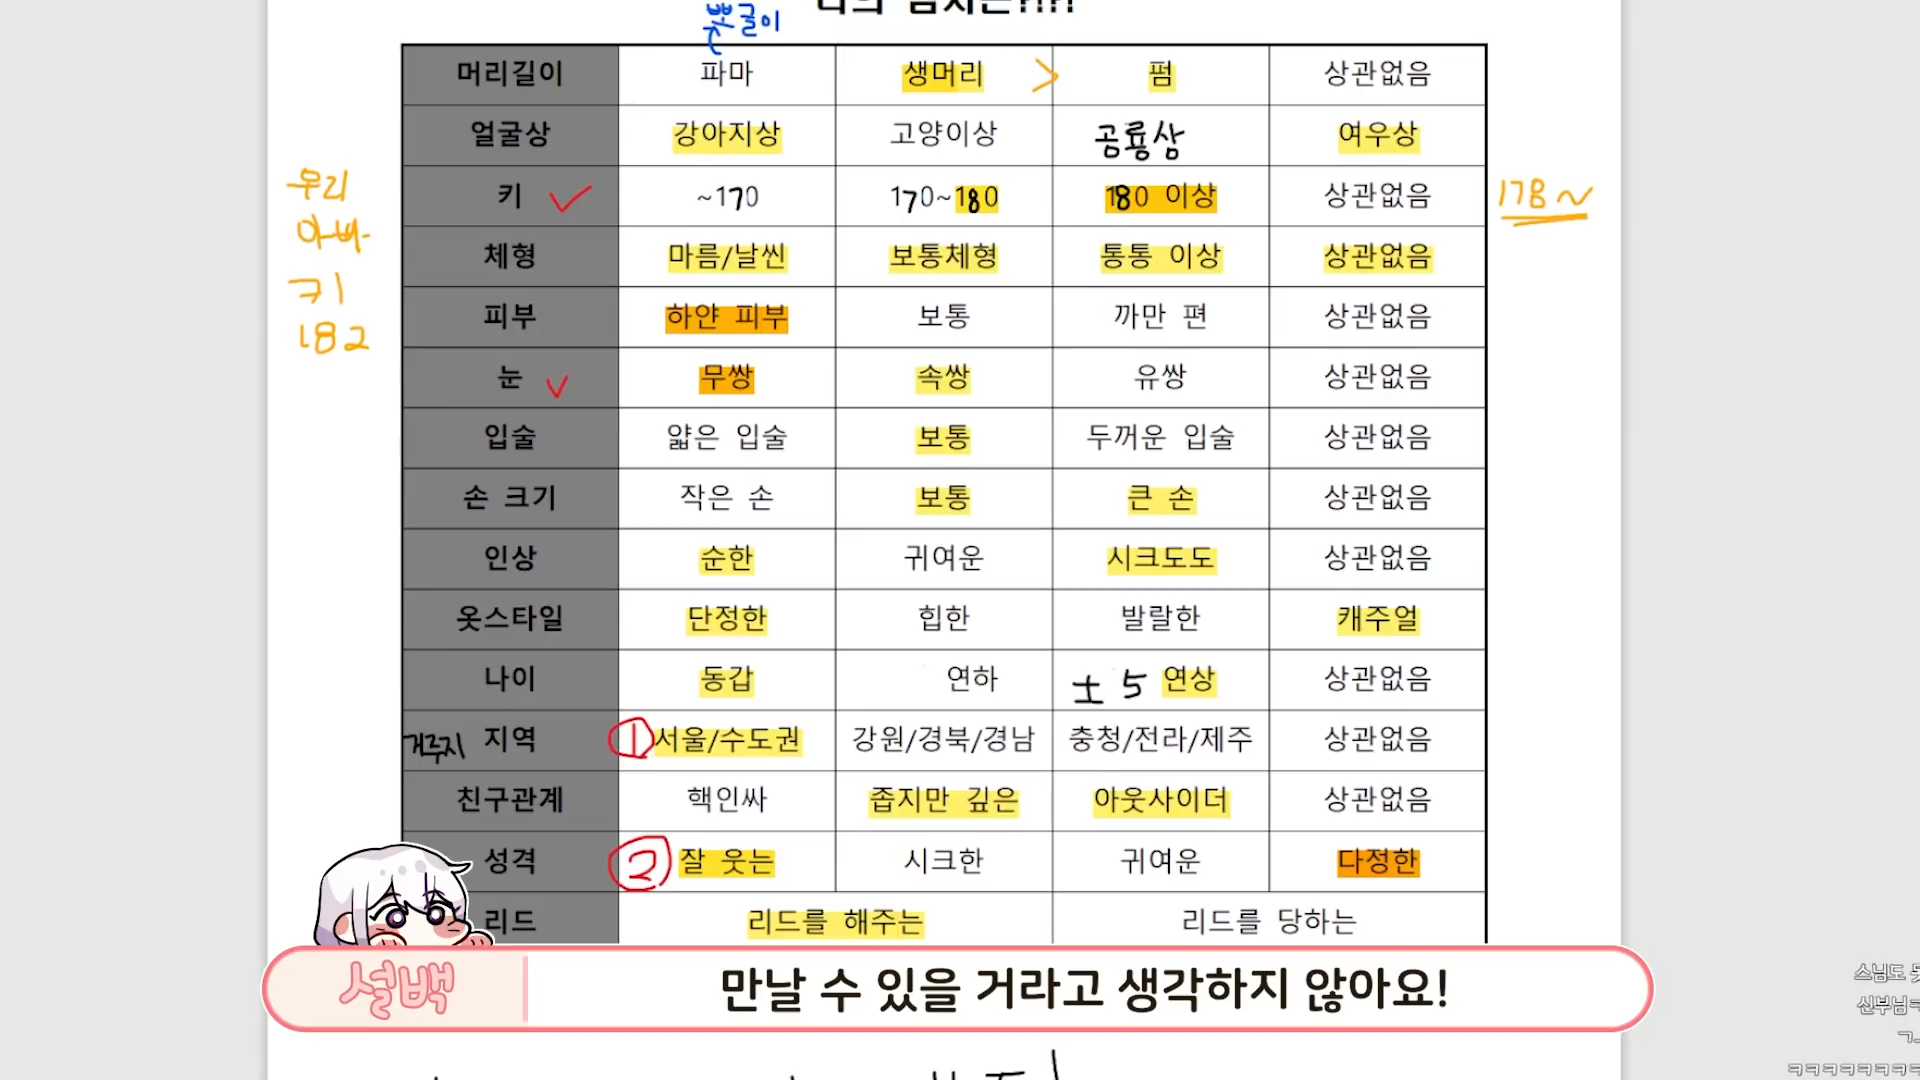 뽀글이
머리길이 파마 생머리 > 펌 상관없음
얼굴상 강아지상 고양이상 공룡상 여우상
키 ~170 170~180 180 이상 상관없음 178~
우리
아빠
키
182
체형 마름/날씬 보통체형 통통 이상 상관없음
피부 하얀 피부 보통 까만 편 상관없음
눈 무쌍 속쌍 유쌍 상관없음
입술 얇은 입술 보통 두꺼운 입술 상관없음
손 크기 작은 손 보통 큰 손 상관없음
인상 순한 귀여운 시크도도 상관없음
옷스타일 단정한 힙한 발랄한 캐주얼
나이 동갑 연하 ± 5 연상 상관없음
거주지 지역 ① 서울/수도권 강원/경북/경남 충청/전라/제주 상관없음
친구관계 핵인싸 좁지만 깊은 아웃사이더 상관없음
성격 ② 잘 웃는 시크한 귀여운 다정한
리드 리드를 해주는 리드를 당하는
설백 만날 수 있을 거라고 생각하지 않아요!
스님도
신부님
ㅋㅋㅋㅋㅋㅋㅋㅋ